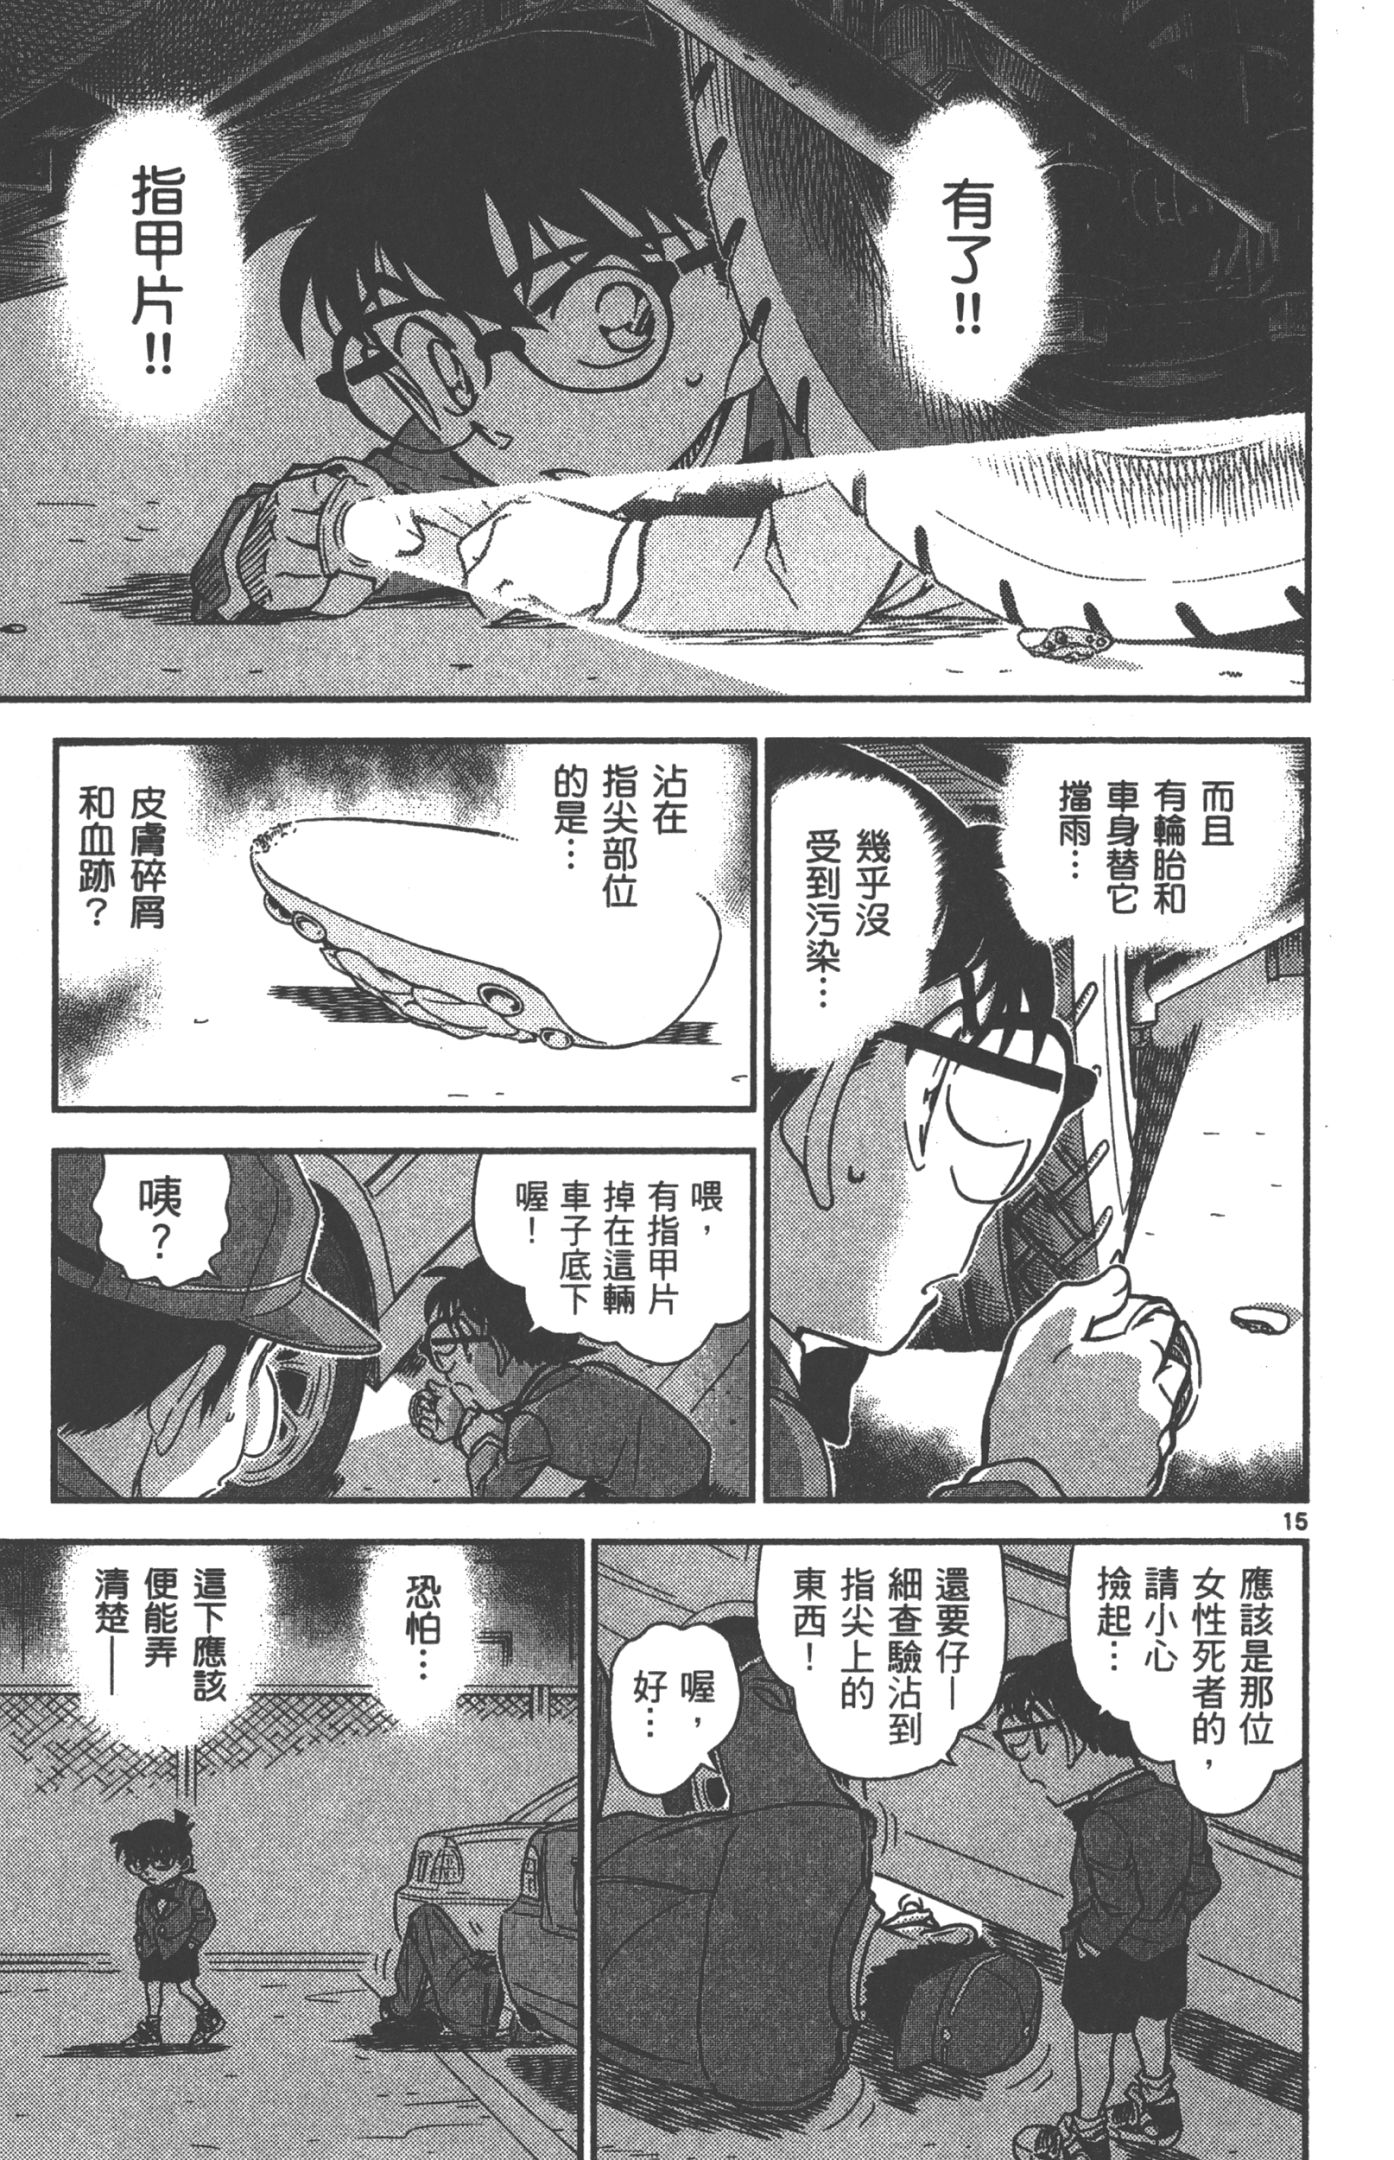 有了!!
指甲片!!
而且
有輪胎和
車身替它
擋雨…
幾乎沒
受到污染…
沾在
指尖部位
的是…
皮膚碎屑
和血跡？
喂，
有指甲片
掉在這輛
車子底下
喔！
咦？
15
應該是那位
女性死者的，
請小心
撿起…
還要仔—
細查驗沾到
指尖上的
東西！
喔，
好…
恐怕…
這下應該
便能弄
清楚——